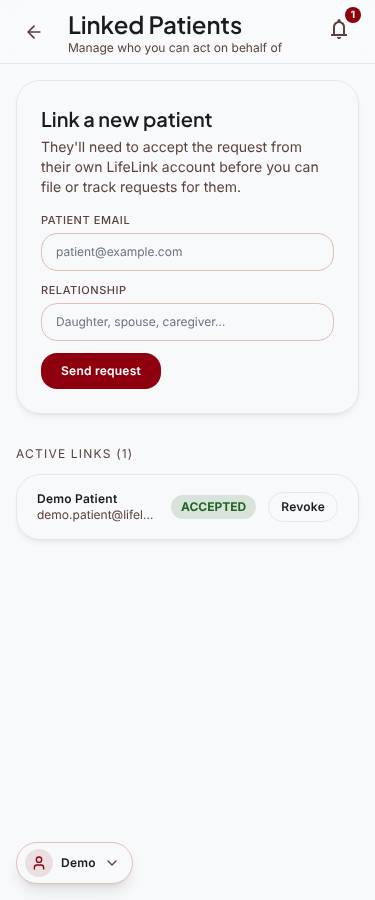 Linked Patients
1
Manage who you can act on behalf of
Link a new patient
They'll need to accept the request from
their own LifeLink account before you can
file or track requests for them.
PATIENT EMAIL
patient@example.com
RELATIONSHIP
Daughter, spouse, caregiver...
Send request
ACTIVE LINKS (1)
Demo Patient
demo.patient@lifel...
ACCEPTED
Revoke
Demo